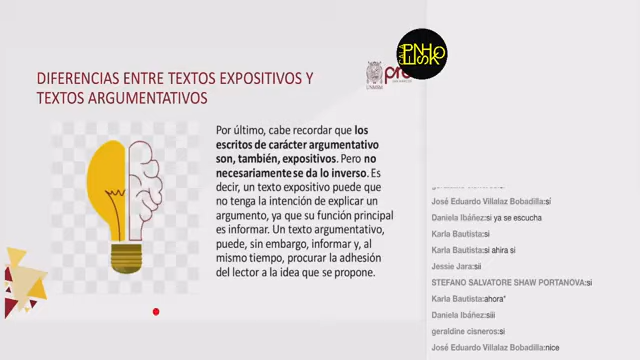 DIFERENCIAS ENTRE TEXTOS EXPOSITIVOS Y
TEXTOS ARGUMENTATIVOS
UNMSM
Por último, cabe recordar que los
escritos de carácter argumentativo
son, también, expositivos. Pero no
necesariamente se da lo inverso. Es
decir, un texto expositivo puede que
no tenga la intención de explicar un
argumento, ya que su función principal
es informar. Un texto argumentativo,
puede, sin embargo, informar y, al
mismo tiempo, procurar la adhesión
del lector a la idea que se propone.
José Eduardo Villalaz Bobadilla:si
Daniela Ibáñez:si ya se escucha
Karla Bautista:si
Karla Bautista:si ahira si
Jessie Jara:sii
STEFANO SALVATORE SHAW PORTANOVA:si
Karla Bautista:ahora*
Daniela Ibáñez:siii
geraldine cisneros:si
José Eduardo Villalaz Bobadilla:nice